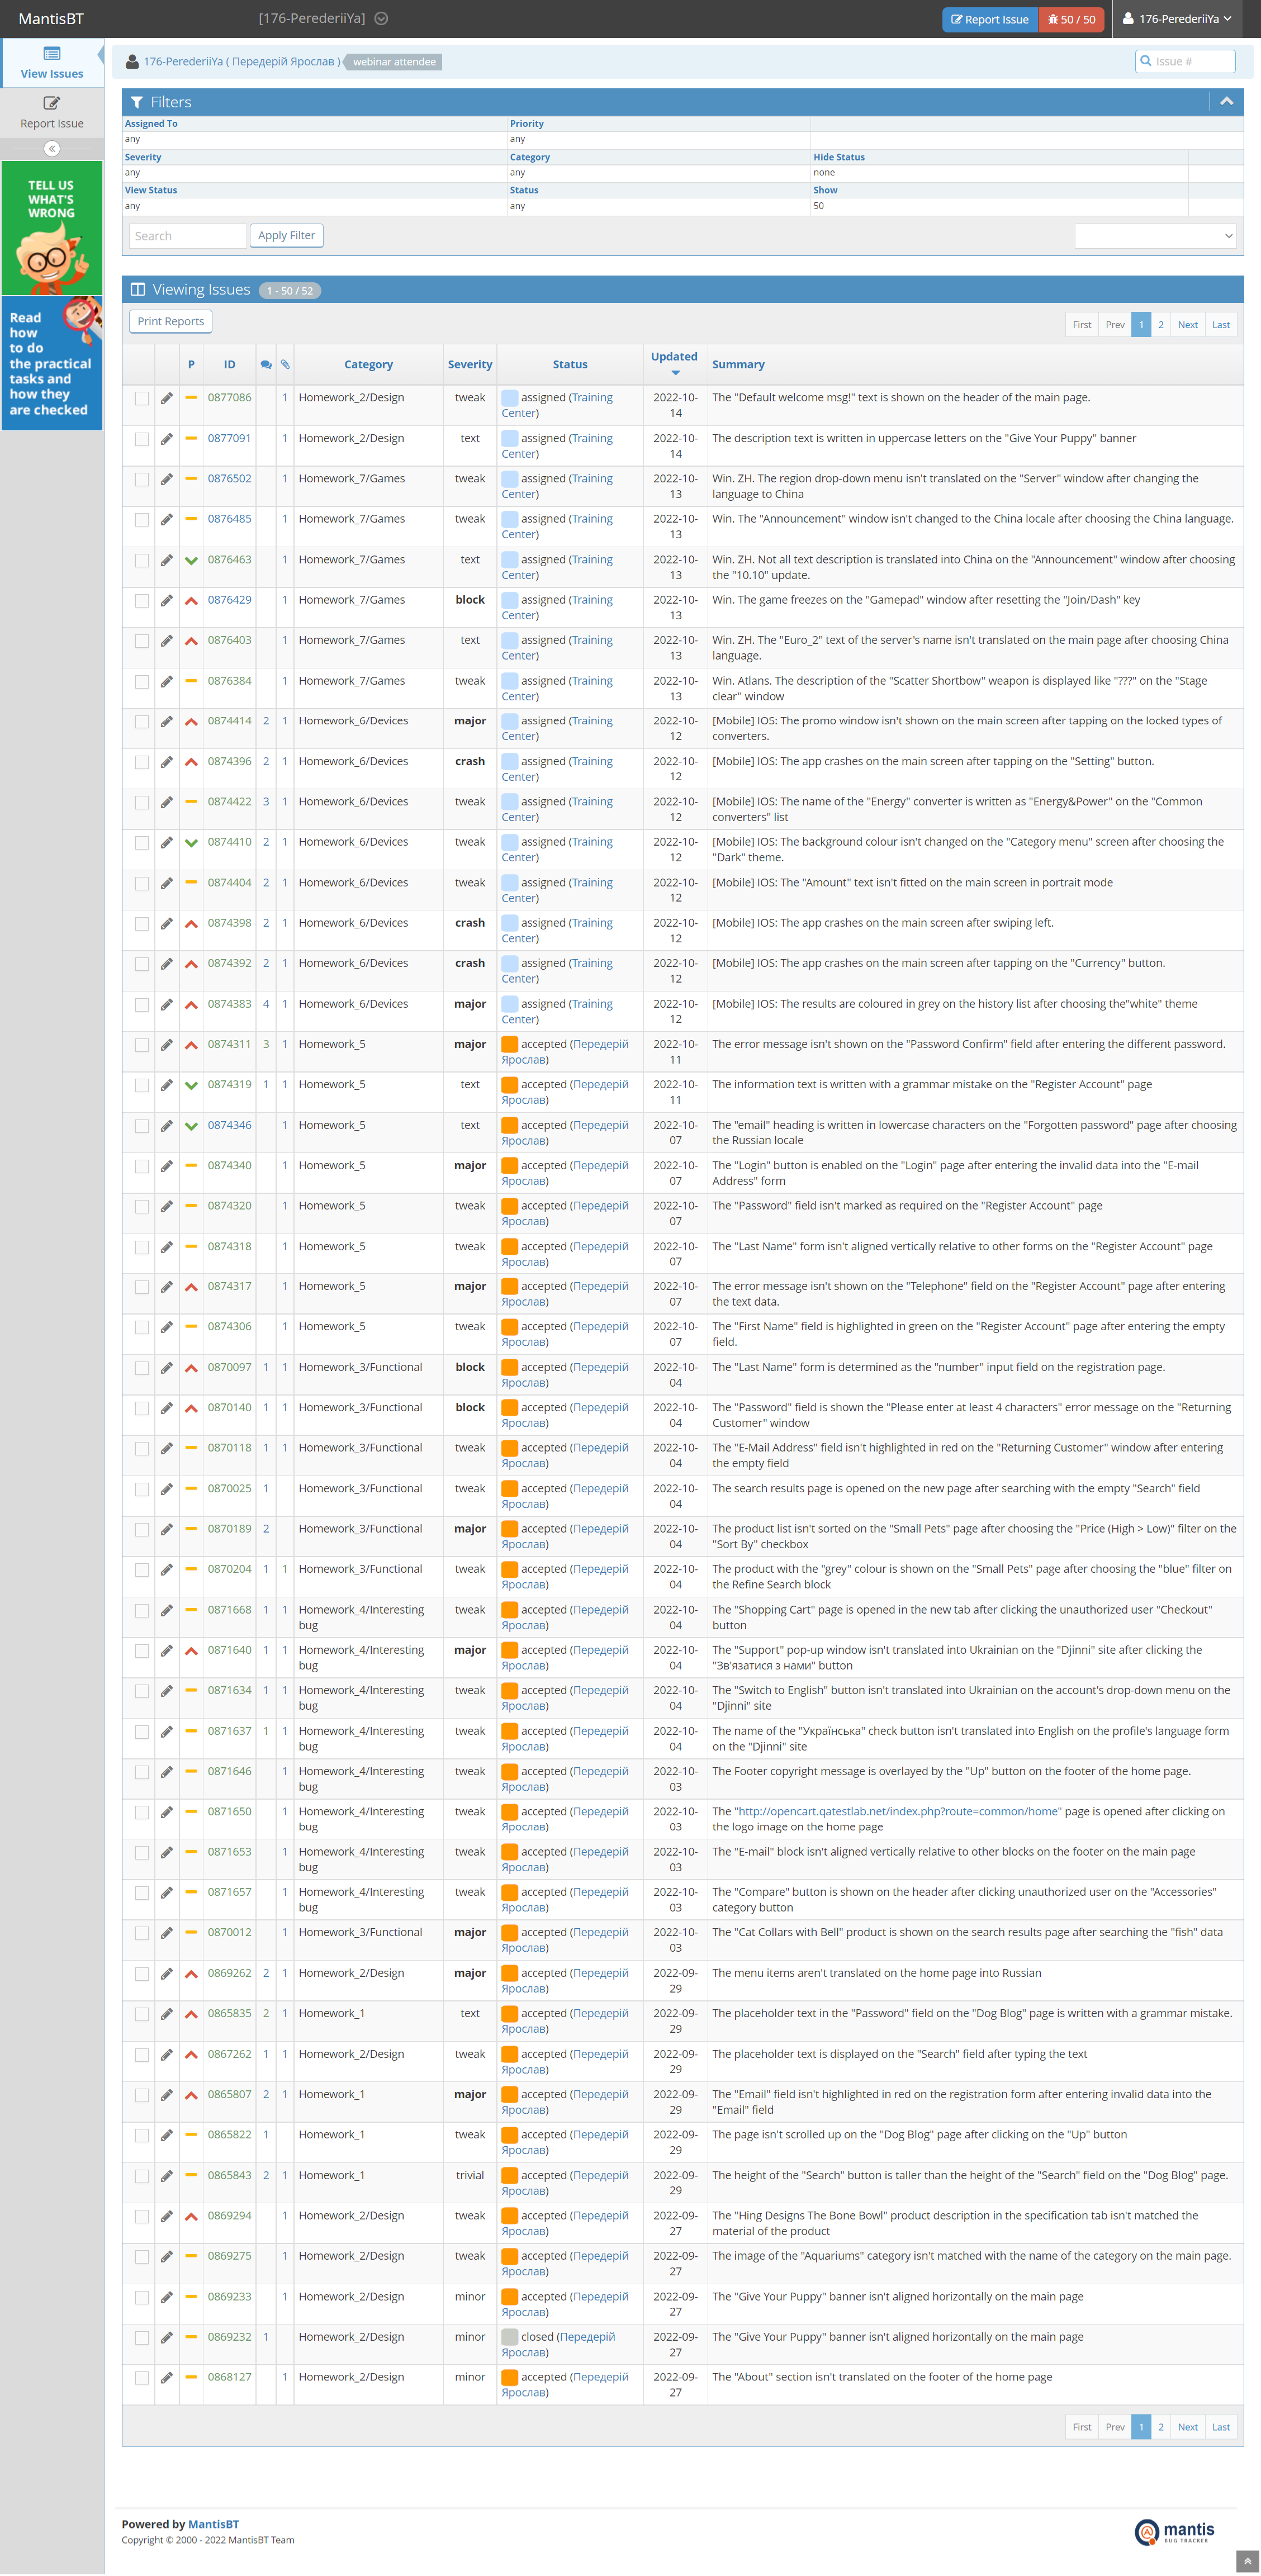 MantisBT
[176-PerederiiYa]
Report Issue
50 / 50
176-PerederiiYa
View Issues
Report Issue
TELL US
WHAT'S
WRONG
Read
how
to do
the practical
tasks and
how they
are checked
176-PerederiiYa ( Передерій Ярослав ) webinar attendee
Issue #
Filters
Assigned To Priority
any any
Severity Category Hide Status
any any none
View Status Status Show
any any 50
Search Apply Filter
Viewing Issues 1 - 50 / 52
Print Reports
First Prev 1 2 Next Last
P ID Category Severity Status Updated Summary
0877086 1 Homework_2/Design tweak assigned (Training 2022-10- The "Default welcome msg!" text is shown on the header of the main page.
Center) 14
0877091 1 Homework_2/Design text assigned (Training 2022-10- The description text is written in uppercase letters on the "Give Your Puppy" banner
Center) 14
0876502 1 Homework_7/Games tweak assigned (Training 2022-10- Win. ZH. The region drop-down menu isn't translated on the "Server" window after changing the
Center) 13 language to China
0876485 1 Homework_7/Games tweak assigned (Training 2022-10- Win. The "Announcement" window isn't changed to the China locale after choosing the China language.
Center) 13
0876463 1 Homework_7/Games text assigned (Training 2022-10- Win. ZH. Not all text description is translated into China on the "Announcement" window after choosing
Center) 13 the "10.10" update.
0876429 1 Homework_7/Games block assigned (Training 2022-10- Win. The game freezes on the "Gamepad" window after resetting the "Join/Dash" key
Center) 13
0876403 1 Homework_7/Games text assigned (Training 2022-10- Win. ZH. The "Euro_2" text of the server's name isn't translated on the main page after choosing China
Center) 13 language.
0876384 1 Homework_7/Games tweak assigned (Training 2022-10- Win. Atlans. The description of the "Scatter Shortbow" weapon is displayed like "???" on the "Stage
Center) 13 clear" window
0874414 2 1 Homework_6/Devices major assigned (Training 2022-10- [Mobile] IOS: The promo window isn't shown on the main screen after tapping on the locked types of
Center) 12 converters.
0874396 2 1 Homework_6/Devices crash assigned (Training 2022-10- [Mobile] IOS: The app crashes on the main screen after tapping on the "Setting" button.
Center) 12
0874422 3 1 Homework_6/Devices tweak assigned (Training 2022-10- [Mobile] IOS: The name of the "Energy" converter is written as "Energy&Power" on the "Common
Center) 12 converters" list
0874410 2 1 Homework_6/Devices tweak assigned (Training 2022-10- [Mobile] IOS: The background colour isn't changed on the "Category menu" screen after choosing the
Center) 12 "Dark" theme.
0874404 2 1 Homework_6/Devices tweak assigned (Training 2022-10- [Mobile] IOS: The "Amount" text isn't fitted on the main screen in portrait mode
Center) 12
0874398 2 1 Homework_6/Devices crash assigned (Training 2022-10- [Mobile] IOS: The app crashes on the main screen after swiping left.
Center) 12
0874392 2 1 Homework_6/Devices crash assigned (Training 2022-10- [Mobile] IOS: The app crashes on the main screen after tapping on the "Currency" button.
Center) 12
0874383 4 1 Homework_6/Devices major assigned (Training 2022-10- [Mobile] IOS: The results are coloured in grey on the history list after choosing the"white" theme
Center) 12
0874311 3 1 Homework_5 major accepted (Передерій 2022-10- The error message isn't shown on the "Password Confirm" field after entering the different password.
Ярослав) 11
0874319 1 1 Homework_5 text accepted (Передерій 2022-10- The information text is written with a grammar mistake on the "Register Account" page
Ярослав) 11
0874346 1 Homework_5 text accepted (Передерій 2022-10- The "email" heading is written in lowercase characters on the "Forgotten password" page after choosing
Ярослав) 07 the Russian locale
0874340 1 Homework_5 major accepted (Передерій 2022-10- The "Login" button is enabled on the "Login" page after entering the invalid data into the "E-mail
Ярослав) 07 Address" form
0874320 1 Homework_5 tweak accepted (Передерій 2022-10- The "Password" field isn't marked as required on the "Register Account" page
Ярослав) 07
0874318 1 Homework_5 tweak accepted (Передерій 2022-10- The "Last Name" form isn't aligned vertically relative to other forms on the "Register Account" page
Ярослав) 07
0874317 1 Homework_5 major accepted (Передерій 2022-10- The error message isn't shown on the "Telephone" field on the "Register Account" page after entering
Ярослав) 07 the text data.
0874306 1 Homework_5 tweak accepted (Передерій 2022-10- The "First Name" field is highlighted in green on the "Register Account" page after entering the empty
Ярослав) 07 field.
0870097 1 1 Homework_3/Functional block accepted (Передерій 2022-10- The "Last Name" form is determined as the "number" input field on the registration page.
Ярослав) 04
0870140 1 1 Homework_3/Functional block accepted (Передерій 2022-10- The "Password" field is shown the "Please enter at least 4 characters" error message on the "Returning
Ярослав) 04 Customer" window
0870118 1 1 Homework_3/Functional tweak accepted (Передерій 2022-10- The "E-Mail Address" field isn't highlighted in red on the "Returning Customer" window after entering
Ярослав) 04 the empty field
0870025 1 Homework_3/Functional tweak accepted (Передерій 2022-10- The search results page is opened on the new page after searching with the empty "Search" field
Ярослав) 04
0870189 2 Homework_3/Functional major accepted (Передерій 2022-10- The product list isn't sorted on the "Small Pets" page after choosing the "Price (High > Low)" filter on the
Ярослав) 04 "Sort By" checkbox
0870204 1 1 Homework_3/Functional tweak accepted (Передерій 2022-10- The product with the "grey" colour is shown on the "Small Pets" page after choosing the "blue" filter on
Ярослав) 04 the Refine Search block
0871668 1 1 Homework_4/Interesting tweak accepted (Передерій 2022-10- The "Shopping Cart" page is opened in the new tab after clicking the unauthorized user "Checkout"
bug Ярослав) 04 button
0871640 1 1 Homework_4/Interesting major accepted (Передерій 2022-10- The "Support" pop-up window isn't translated into Ukrainian on the "Djinni" site after clicking the
bug Ярослав) 04 "Зв'язатися з нами" button
0871634 1 1 Homework_4/Interesting tweak accepted (Передерій 2022-10- The "Switch to English" button isn't translated into Ukrainian on the account's drop-down menu on the
bug Ярослав) 04 "Djinni" site
0871637 1 1 Homework_4/Interesting tweak accepted (Передерій 2022-10- The name of the "Українська" check button isn't translated into English on the profile's language form
bug Ярослав) 04 on the "Djinni" site
0871646 1 Homework_4/Interesting tweak accepted (Передерій 2022-10- The Footer copyright message is overlayed by the "Up" button on the footer of the home page.
bug Ярослав) 03
0871650 1 Homework_4/Interesting tweak accepted (Передерій 2022-10- The "http://opencart.qatestlab.net/index.php?route=common/home" page is opened after clicking on
bug Ярослав) 03 the logo image on the home page
0871653 1 Homework_4/Interesting tweak accepted (Передерій 2022-10- The "E-mail" block isn't aligned vertically relative to other blocks on the footer on the main page
bug Ярослав) 03
0871657 1 Homework_4/Interesting tweak accepted (Передерій 2022-10- The "Compare" button is shown on the header after clicking unauthorized user on the "Accessories"
bug Ярослав) 03 category button
0870012 1 Homework_3/Functional major accepted (Передерій 2022-10- The "Cat Collars with Bell" product is shown on the search results page after searching the "fish" data
Ярослав) 03
0869262 2 1 Homework_2/Design major accepted (Передерій 2022-09- The menu items aren't translated on the home page into Russian
Ярослав) 29
0865835 2 1 Homework_1 text accepted (Передерій 2022-09- The placeholder text in the "Password" field on the "Dog Blog" page is written with a grammar mistake.
Ярослав) 29
0867262 1 1 Homework_2/Design tweak accepted (Передерій 2022-09- The placeholder text is displayed on the "Search" field after typing the text
Ярослав) 29
0865807 2 1 Homework_1 major accepted (Передерій 2022-09- The "Email" field isn't highlighted in red on the registration form after entering invalid data into the
Ярослав) 29 "Email" field
0865822 1 Homework_1 tweak accepted (Передерій 2022-09- The page isn't scrolled up on the "Dog Blog" page after clicking on the "Up" button
Ярослав) 29
0865843 2 1 Homework_1 trivial accepted (Передерій 2022-09- The height of the "Search" button is taller than the height of the "Search" field on the "Dog Blog" page.
Ярослав) 29
0869294 1 Homework_2/Design tweak accepted (Передерій 2022-09- The "Hing Designs The Bone Bowl" product description in the specification tab isn't matched the
Ярослав) 27 material of the product
0869275 1 Homework_2/Design tweak accepted (Передерій 2022-09- The image of the "Aquariums" category isn't matched with the name of the category on the main page.
Ярослав) 27
0869233 1 Homework_2/Design minor accepted (Передерій 2022-09- The "Give Your Puppy" banner isn't aligned horizontally on the main page
Ярослав) 27
0869232 1 Homework_2/Design minor closed (Передерій 2022-09- The "Give Your Puppy" banner isn't aligned horizontally on the main page
Ярослав) 27
0868127 1 Homework_2/Design minor accepted (Передерій 2022-09- The "About" section isn't translated on the footer of the home page
Ярослав) 27
First Prev 1 2 Next Last
Powered by MantisBT
Copyright © 2000 - 2022 MantisBT Team
mantis
BUG TRACKER